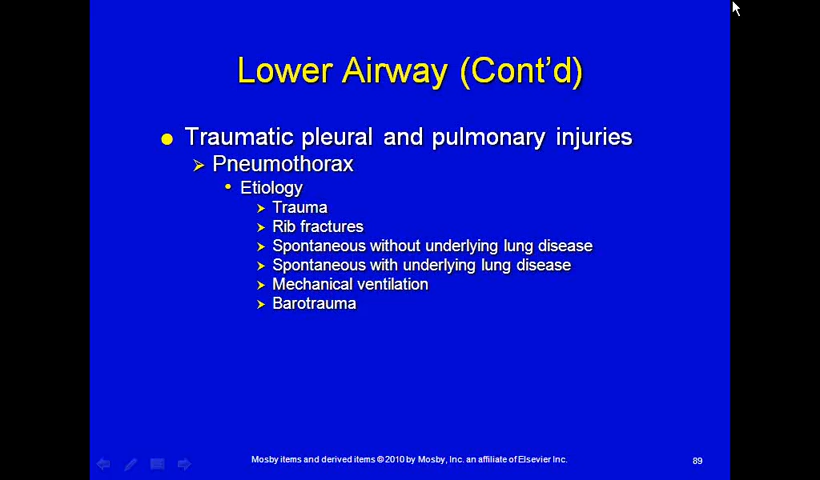 Lower Airway (Cont’d)
Traumatic pleural and pulmonary injuries
Pneumothorax
Etiology
Trauma
Rib fractures
Spontaneous without underlying lung disease
Spontaneous with underlying lung disease
Mechanical ventilation
Barotrauma
Mosby items and derived items © 2010 by Mosby, Inc. an affiliate of Elsevier Inc.
89